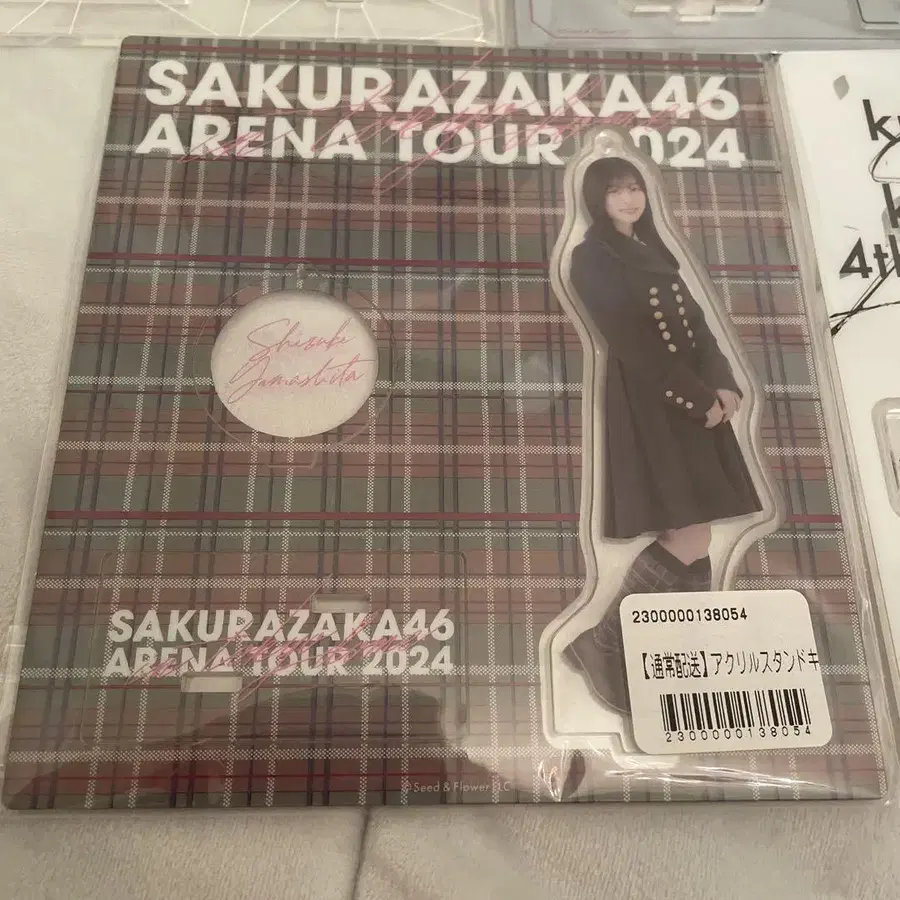 SAKURAZAKA46
ARENA TOUR 2024
Shizuki
Yamashita
4th
SAKURAZAKA46
ARENA TOUR 2024
2300000138054
【通常配送】アクリルスタンドキ
2300000138054
©Seed & Flower LLC